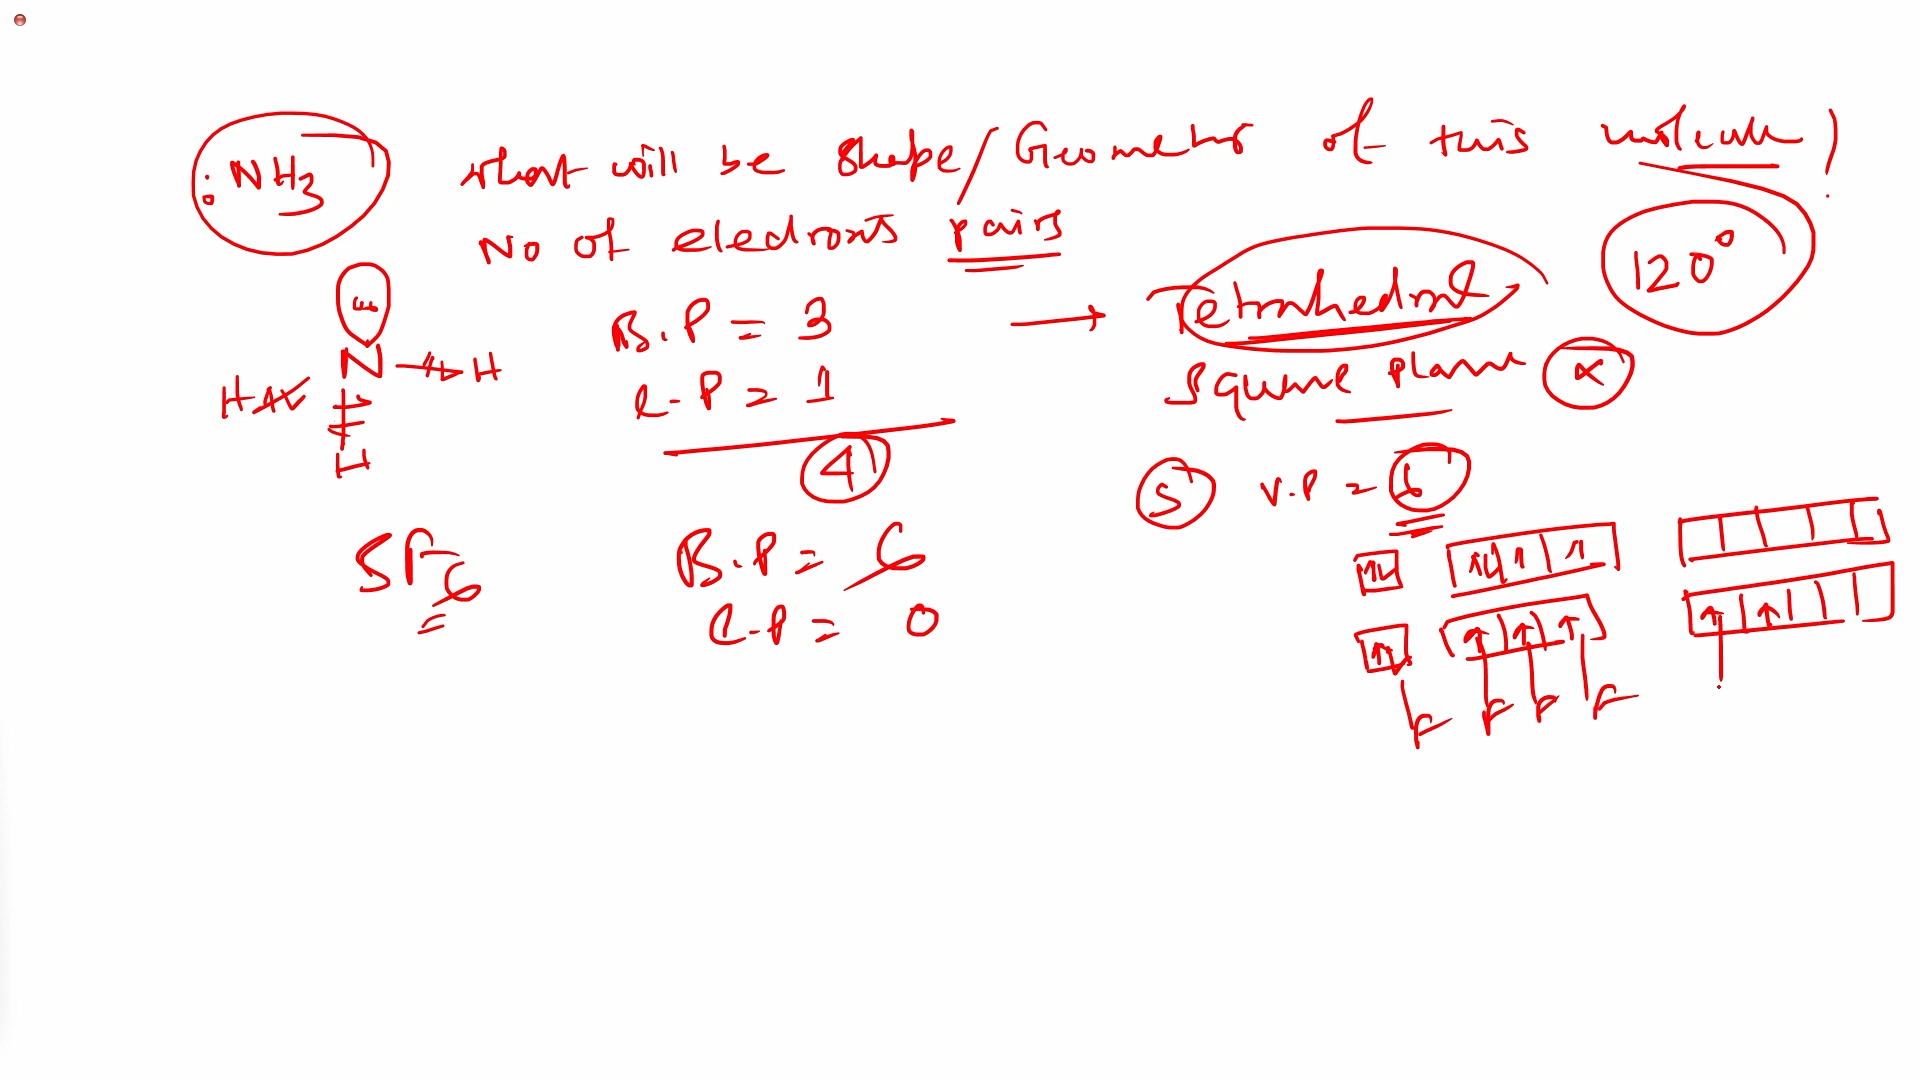 :NH3 what will be shape/Geometry of this molecule?
No of electrons pairs
120°
E
N
H
H
H
B.P = 3 → Tetrahedral
L.P = 1 Square plane
4
S V.P = 6
SF6 B.P = 6
L.P = 0
F F F F